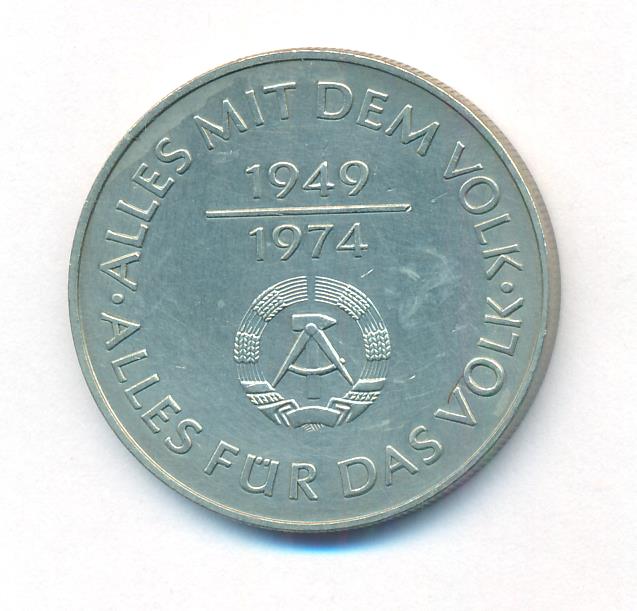 ALLES MIT DEM VOLK ·
ALLES FÜR DAS VOLK ·
1949
1974